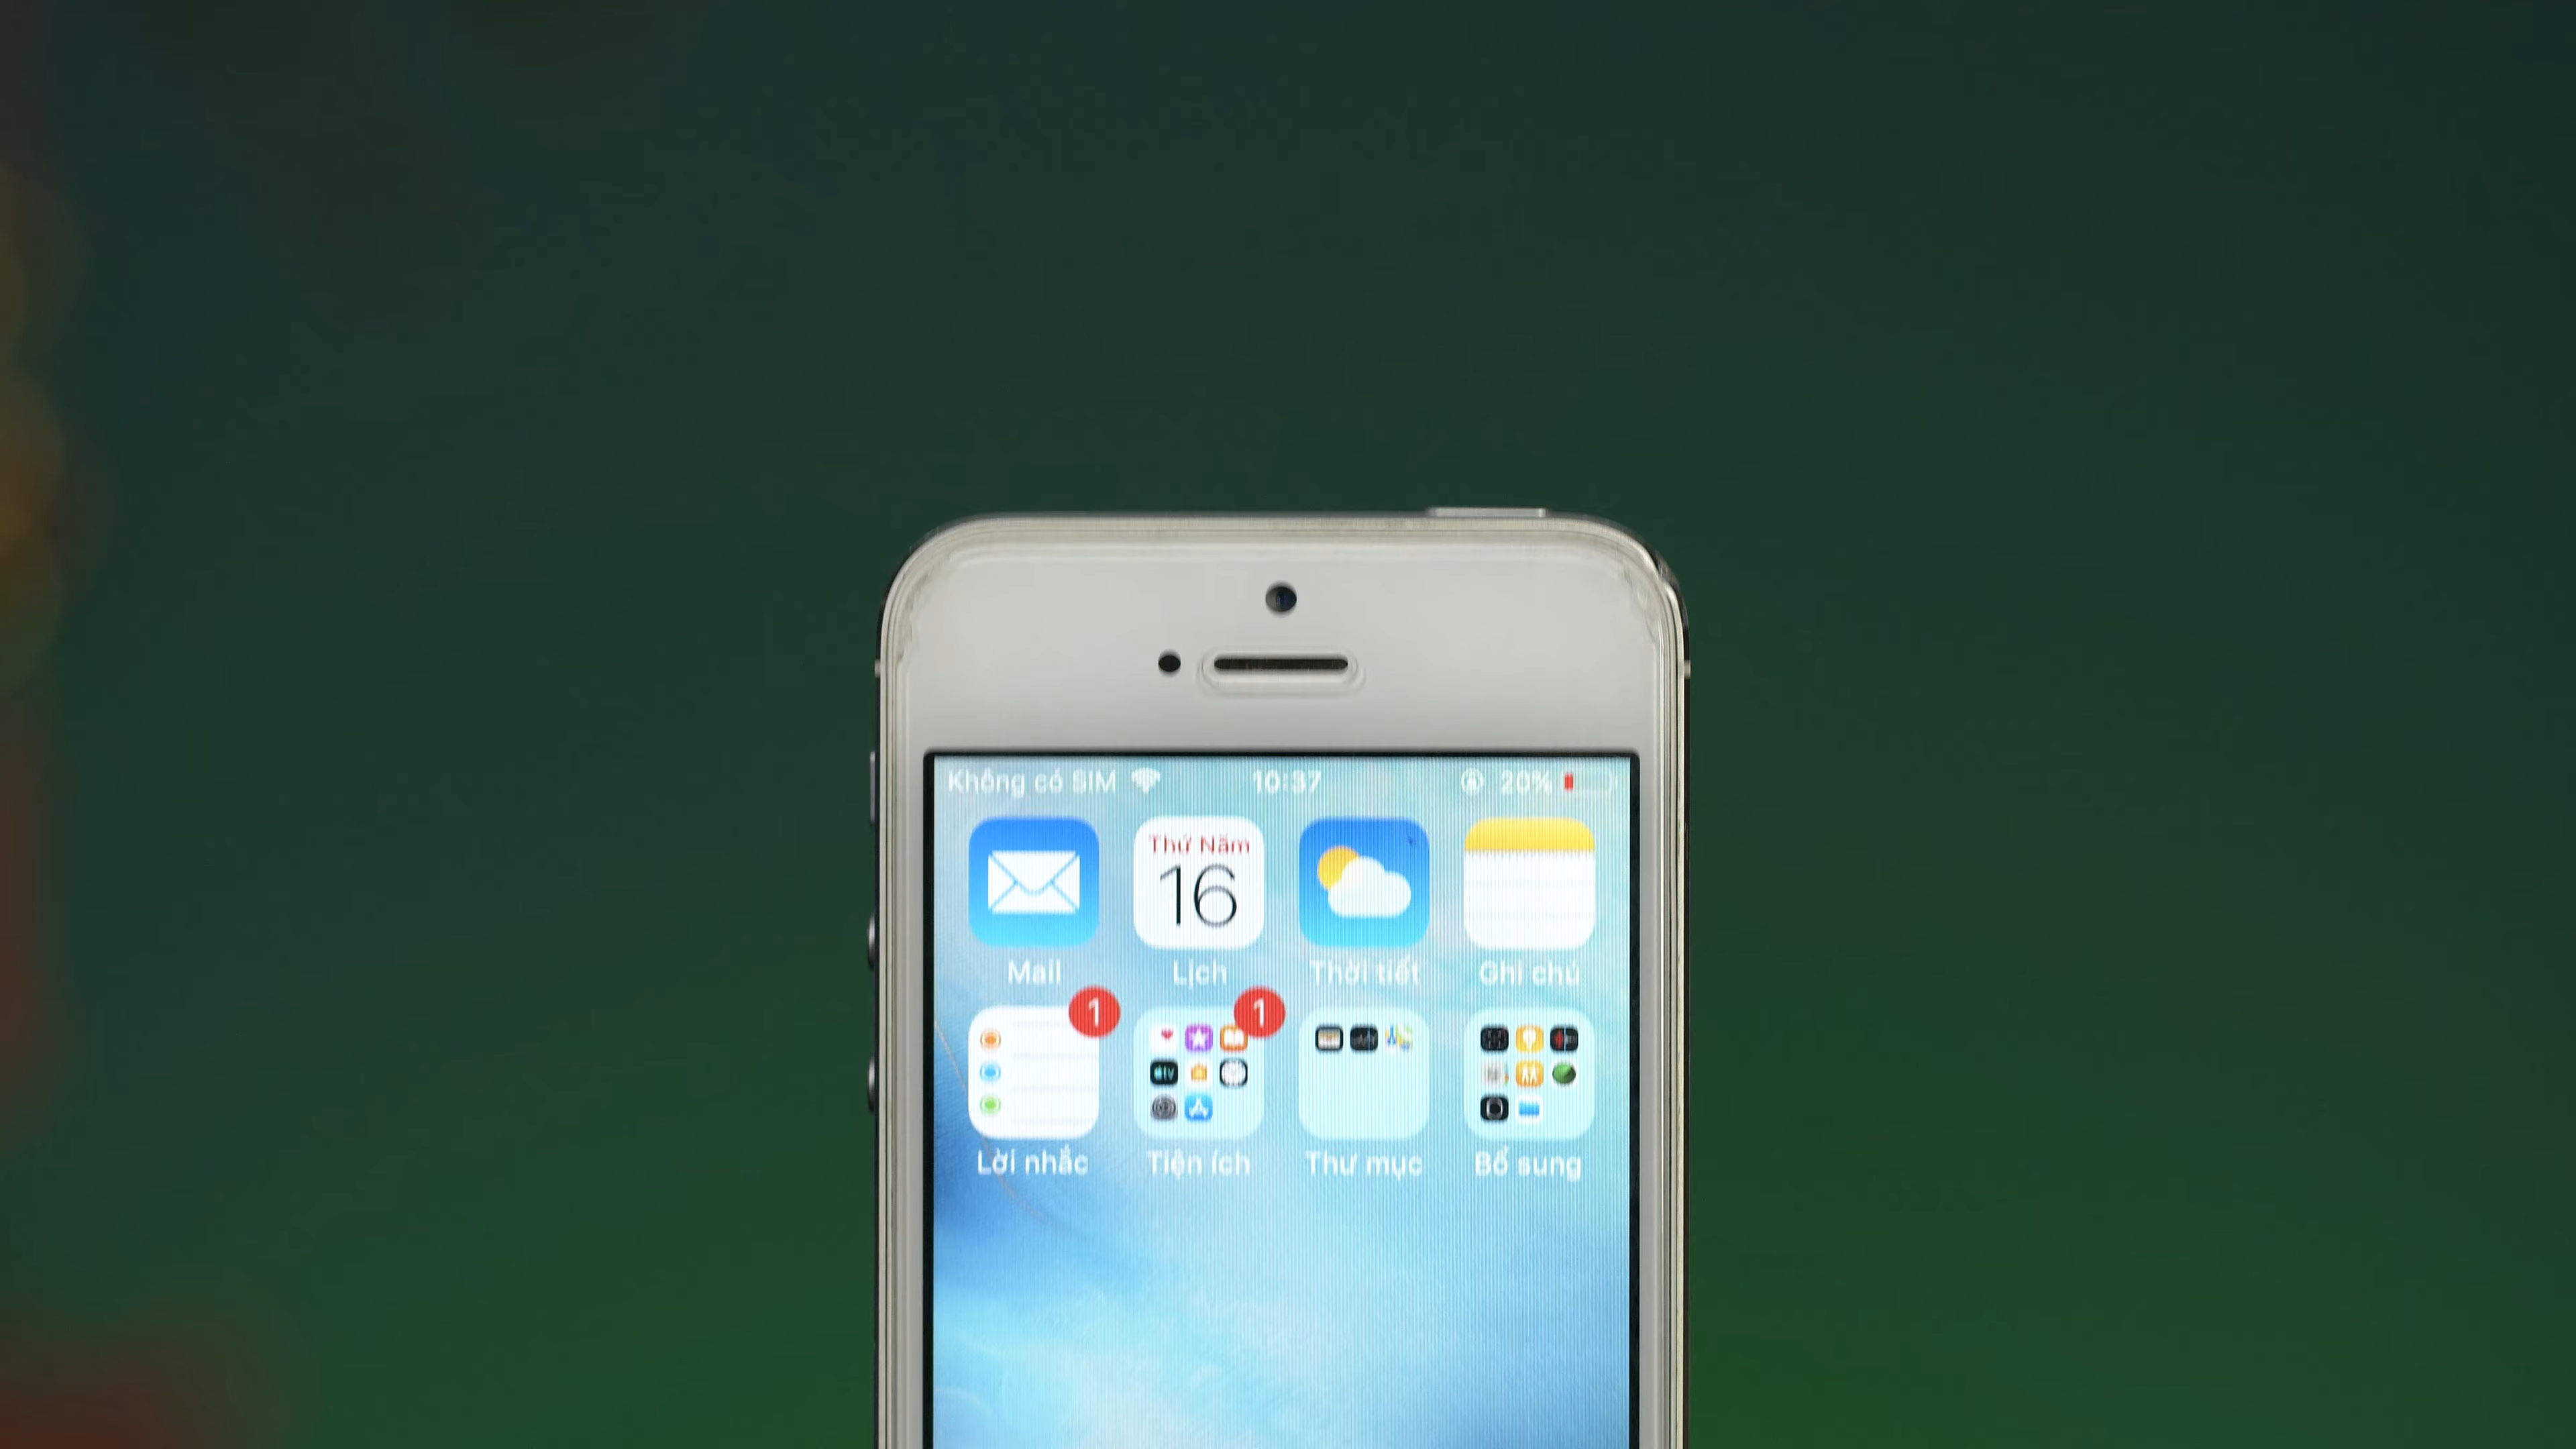 Không có SIM 10:37 20%
Thứ Năm
16
Mail Lịch Thời tiết Ghi chú
1 1
tv
Lời nhắc Tiện ích Thư mục Bổ sung